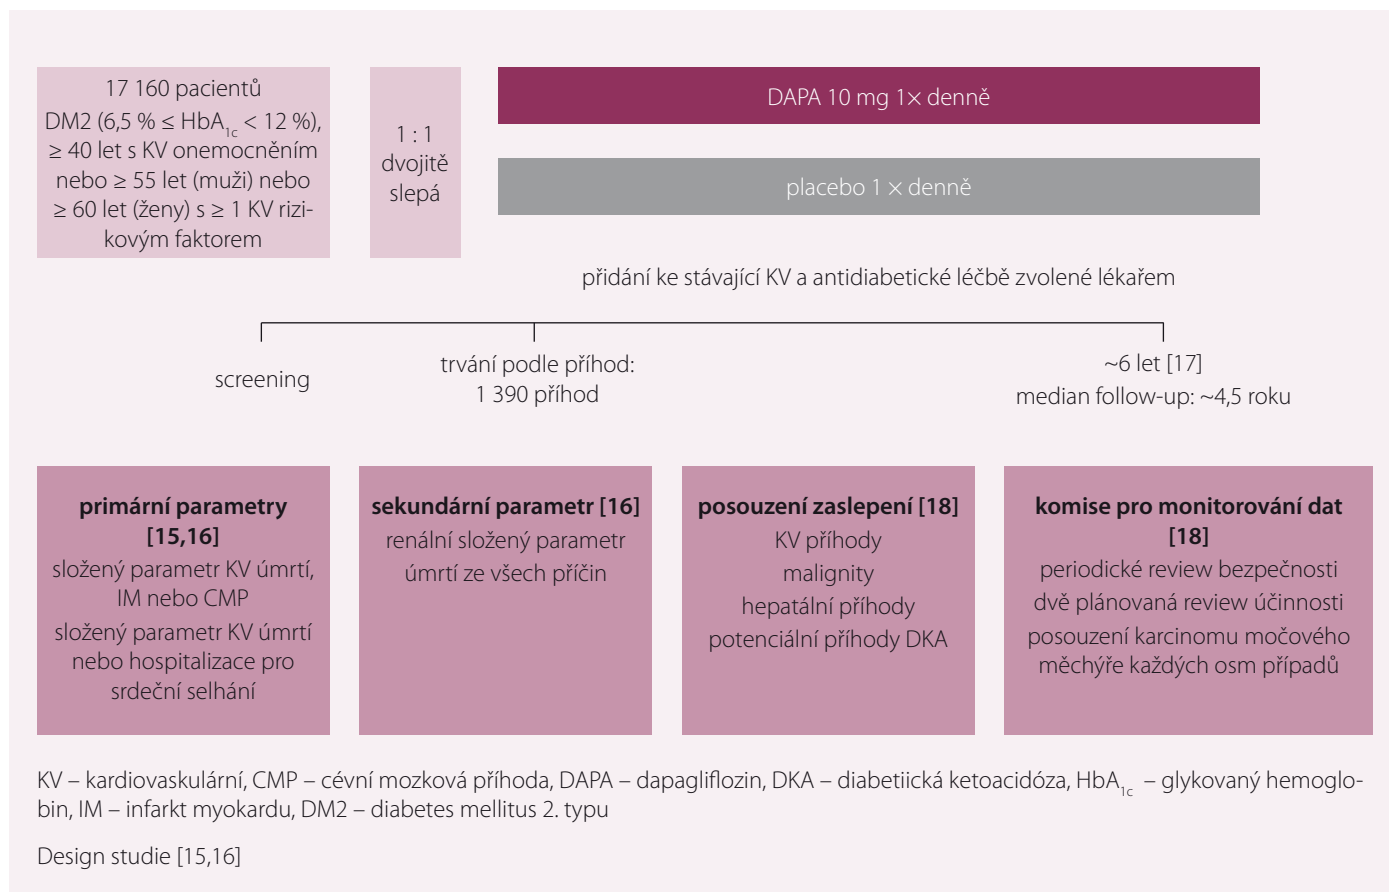 17 160 pacientů
DM2 (6,5 % ≤ HbA1c < 12 %),
≥ 40 let s KV onemocněním
nebo ≥ 55 let (muži) nebo
≥ 60 let (ženy) s ≥ 1 KV rizi-
kovým faktorem
1 : 1
dvojitě
slepá
DAPA 10 mg 1× denně
placebo 1 × denně
přidání ke stávající KV a antidiabetické léčbě zvolené lékařem
screening
trvání podle příhod:
1 390 příhod
~6 let [17]
median follow-up: ~4,5 roku
primární parametry
[15,16]
složený parametr KV úmrtí,
IM nebo CMP
složený parametr KV úmrtí
nebo hospitalizace pro
srdeční selhání
sekundární parametr [16]
renální složený parametr
úmrtí ze všech příčin
posouzení zaslepení [18]
KV příhody
malignity
hepatální příhody
potenciální příhody DKA
komise pro monitorování dat
[18]
periodické review bezpečnosti
dvě plánovaná review účinnosti
posouzení karcinomu močového
měchýře každých osm případů
KV – kardiovaskulární, CMP – cévní mozková příhoda, DAPA – dapagliflozin, DKA – diabetiická ketoacidóza, HbA1c – glykovaný hemoglo-
bin, IM – infarkt myokardu, DM2 – diabetes mellitus 2. typu
Design studie [15,16]